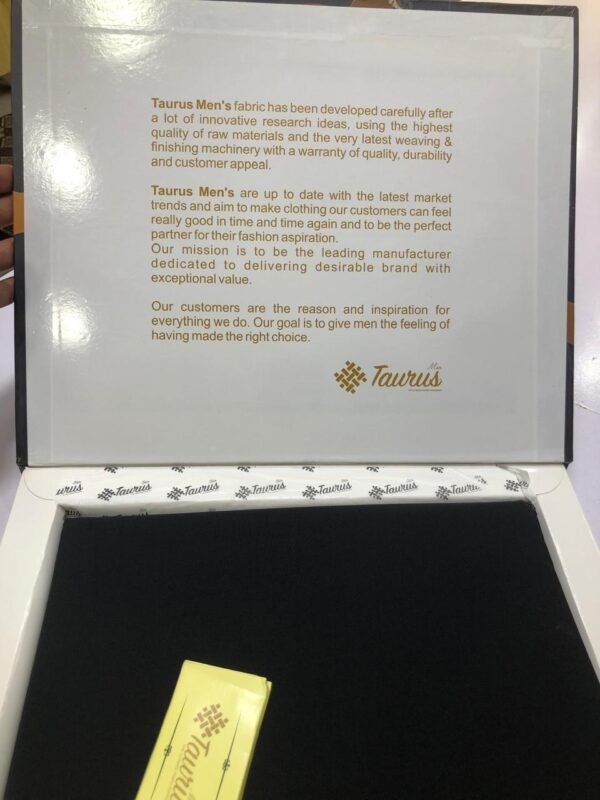 Taurus Men's fabric has been developed carefully after
a lot of innovative research ideas, using the highest
quality of raw materials and the very latest weaving &
finishing machinery with a warranty of quality, durability
and customer appeal.
Taurus Men's are up to date with the latest market
trends and aim to make clothing our customers can feel
really good in time and time again and to be the perfect
partner for their fashion aspiration.
Our mission is to be the leading manufacturer
dedicated to delivering desirable brand with
exceptional value.
Our customers are the reason and inspiration for
everything we do. Our goal is to give men the feeling of
having made the right choice.
Men
Taurus
urus Taurus Taurus Taurus Taurus Taurus Taurus
Tauru